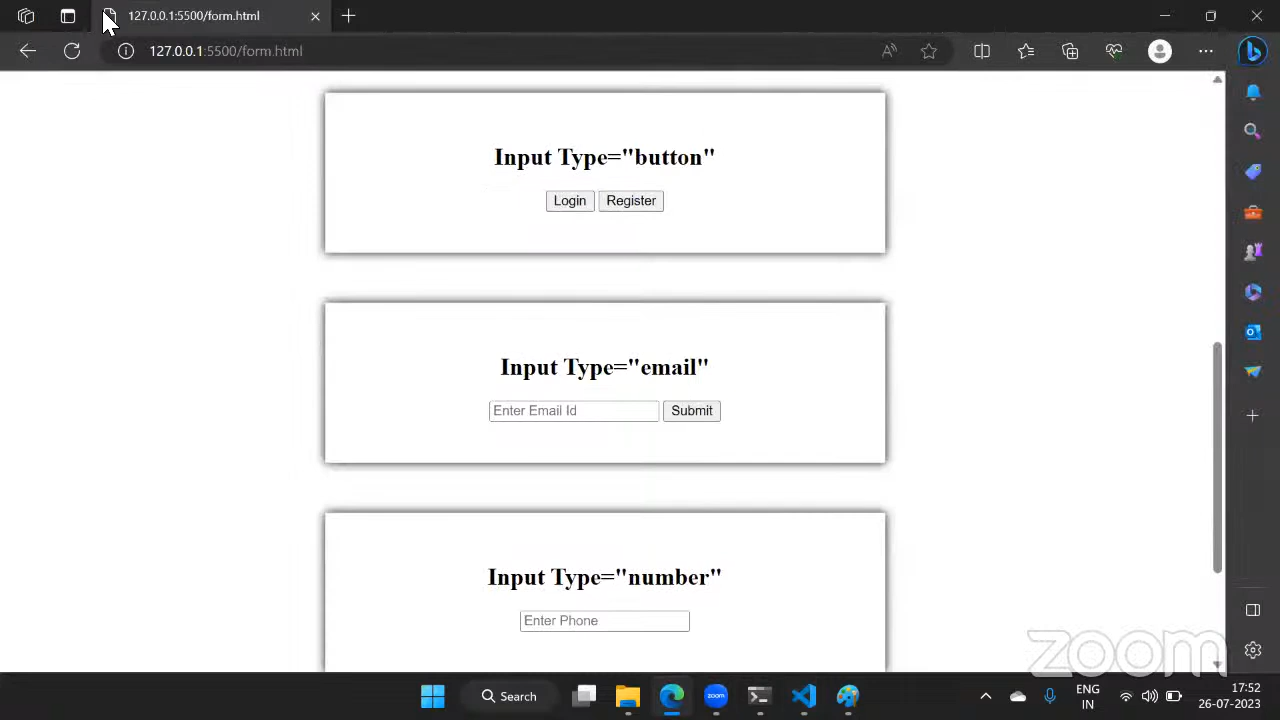 127.0.0.1:5500/form.html
127.0.0.1:5500/form.html
Input Type="button"
Login Register
Input Type="email"
Enter Email Id Submit
Input Type="number"
Enter Phone
zoom
Search
zoom
ENG
IN
17:52
26-07-2023